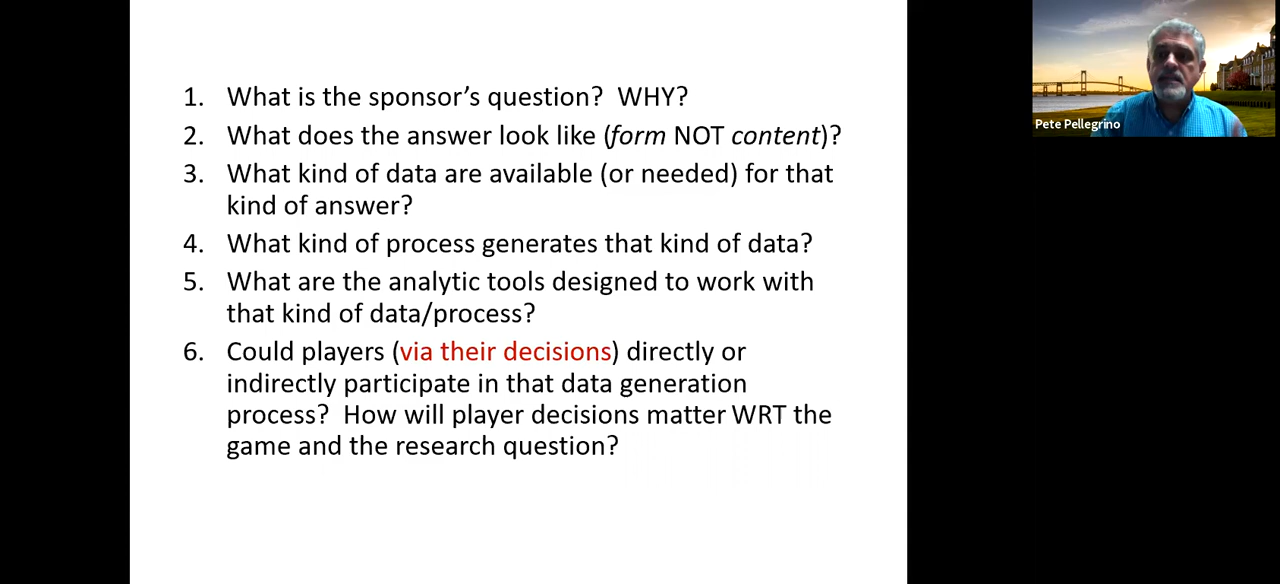 1. What is the sponsor’s question?  WHY?
2. What does the answer look like (form NOT content)?
3. What kind of data are available (or needed) for that
kind of answer?
4. What kind of process generates that kind of data?
5. What are the analytic tools designed to work with
that kind of data/process?
6. Could players (via their decisions) directly or
indirectly participate in that data generation
process?  How will player decisions matter WRT the
game and the research question?
Pete Pellegrino